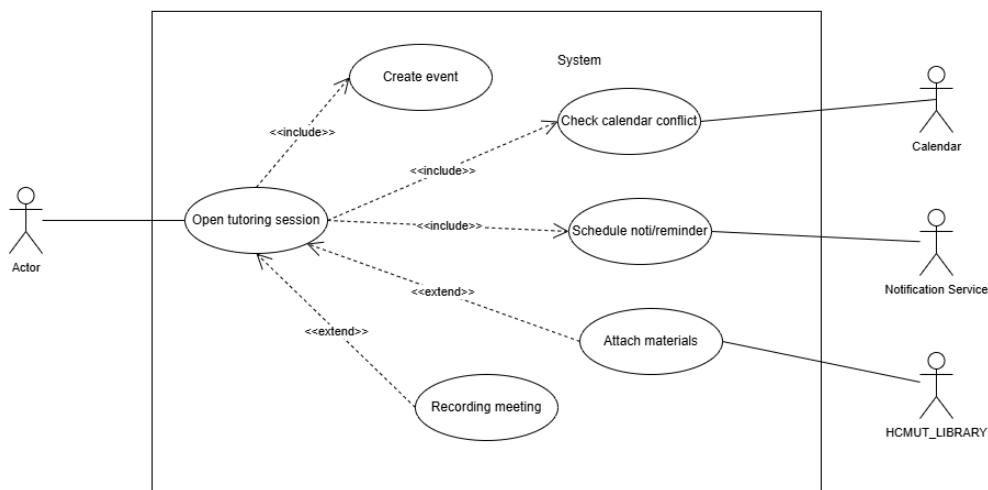 System
Create event
Check calendar conflict
<<include>>
Calendar
<<include>>
Open tutoring session
<<include>>
Schedule noti/reminder
Actor
Notification Service
<<extend>>
<<extend>>
Attach materials
Recording meeting
HCMUT_LIBRARY